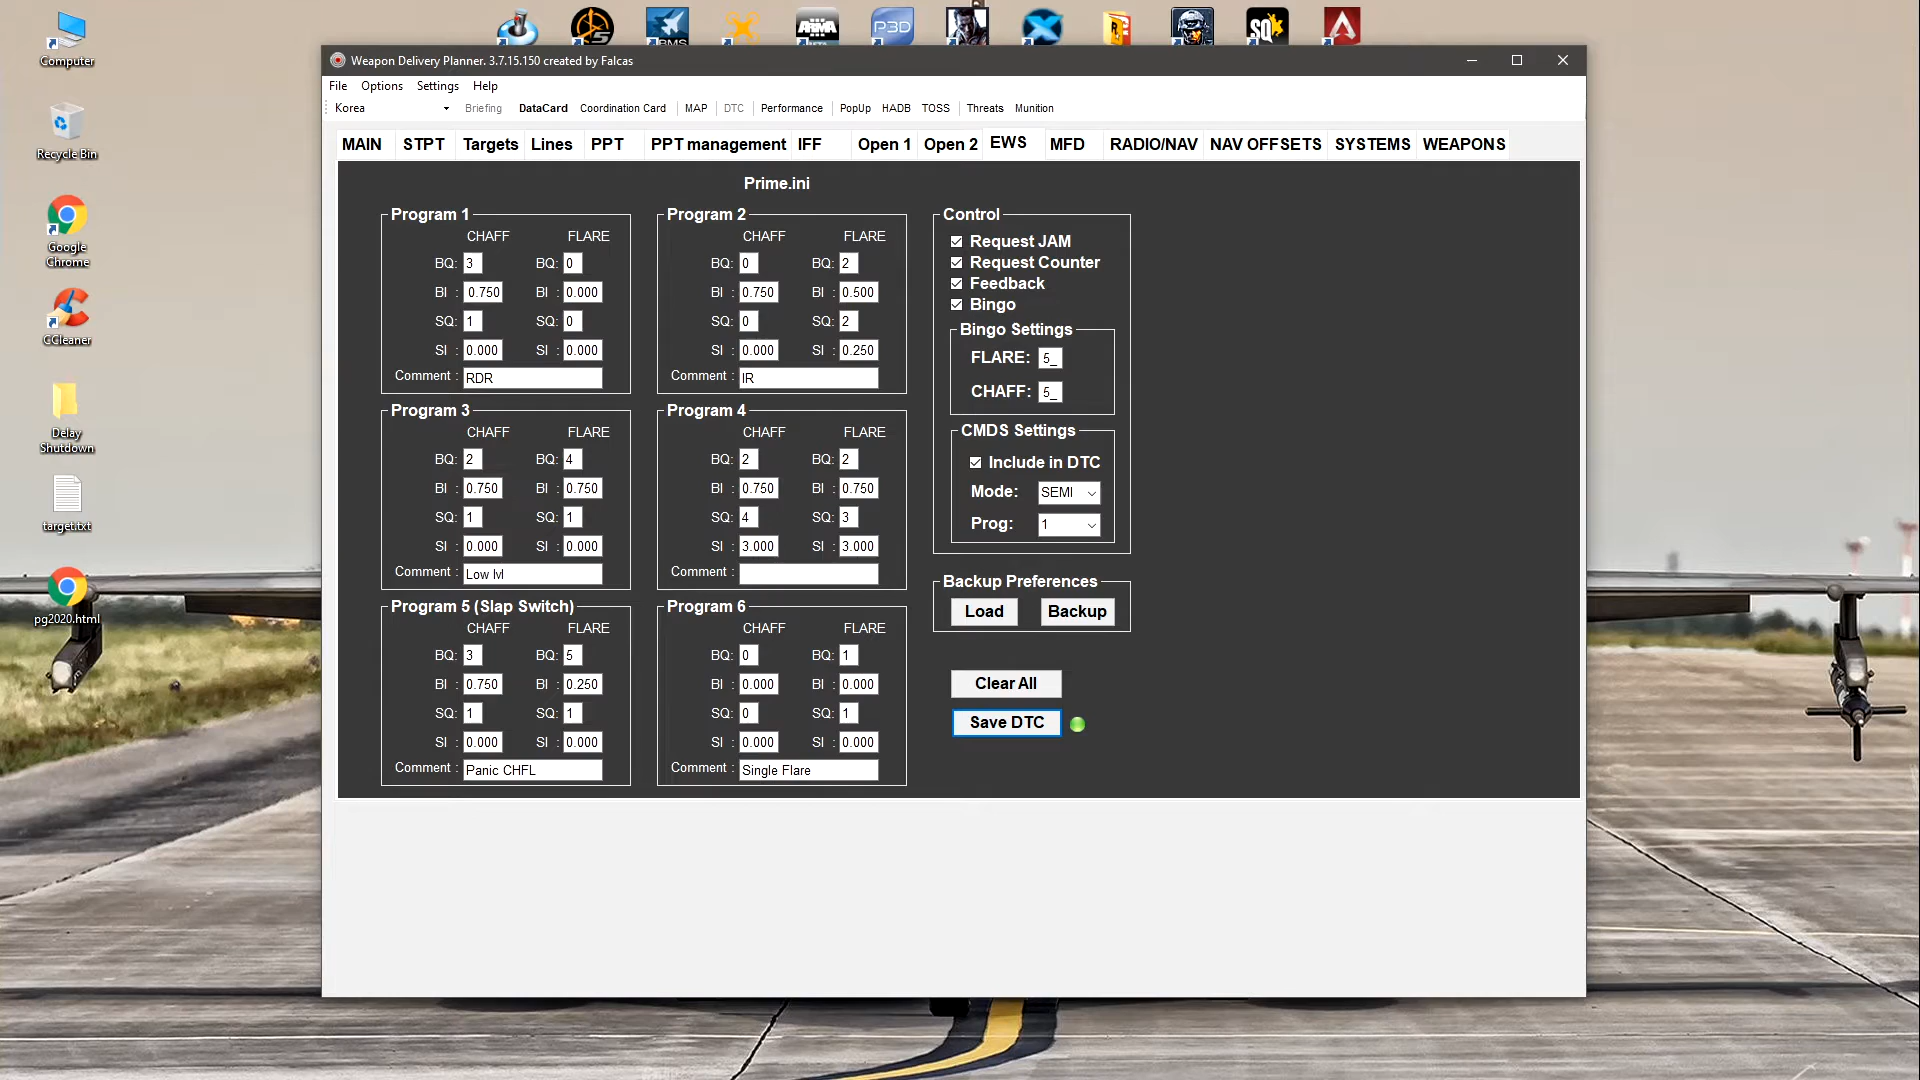 Computer
Recycle Bin
Google
Chrome
CCleaner
Delay
Shutdown
target.txt
pg2020.html
BMS
ARMA
P3D
SQ
Weapon Delivery Planner. 3.7.15.150 created by Falcas
File Options Settings Help
Korea Briefing DataCard Coordination Card MAP DTC Performance PopUp HADB TOSS Threats Munition
MAIN STPT Targets Lines PPT PPT management IFF Open 1 Open 2 EWS MFD RADIO/NAV NAV OFFSETS SYSTEMS WEAPONS
Prime.ini
Program 1
CHAFF FLARE
BQ: 3 BQ: 0
BI : 0.750 BI : 0.000
SQ: 1 SQ: 0
SI : 0.000 SI : 0.000
Comment : RDR
Program 2
CHAFF FLARE
BQ: 0 BQ: 2
BI : 0.750 BI : 0.500
SQ: 0 SQ: 2
SI : 0.000 SI : 0.250
Comment : IR
Program 3
CHAFF FLARE
BQ: 2 BQ: 4
BI : 0.750 BI : 0.750
SQ: 1 SQ: 1
SI : 0.000 SI : 0.000
Comment : Low lvl
Program 4
CHAFF FLARE
BQ: 2 BQ: 2
BI : 0.750 BI : 0.750
SQ: 4 SQ: 3
SI : 3.000 SI : 3.000
Comment :
Program 5 (Slap Switch)
CHAFF FLARE
BQ: 3 BQ: 5
BI : 0.750 BI : 0.250
SQ: 1 SQ: 1
SI : 0.000 SI : 0.000
Comment : Panic CHFL
Program 6
CHAFF FLARE
BQ: 0 BQ: 1
BI : 0.000 BI : 0.000
SQ: 0 SQ: 1
SI : 0.000 SI : 0.000
Comment : Single Flare
Control
Request JAM
Request Counter
Feedback
Bingo
Bingo Settings
FLARE: 5_
CHAFF: 5_
CMDS Settings
Include in DTC
Mode: SEMI
Prog: 1
Backup Preferences
Load Backup
Clear All
Save DTC